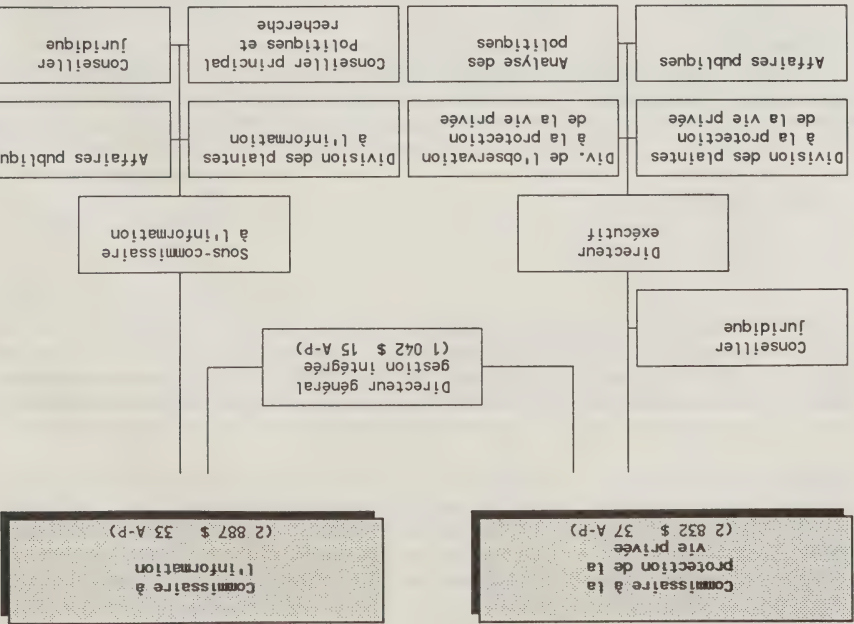 Commissaire à la
protection de la
vie privée
(2 832 $ 37 A-P)
Commissaire à
l'information
(2 887 $ 33 A-P)
Directeur général
gestion intégrée
(1 042 $ 15 A-P)
Conseiller
juridique
Directeur
exécutif
Sous-commissaire
à l'information
Division des plaintes
à la protection
de la vie privée
Div. de l'observation
à la protection
de la vie privée
Division des plaintes
à l'information
Affaires publiqu
Affaires publiques
Analyse des
politiques
Conseiller principal
Politiques et
recherche
Conseiller
juridique